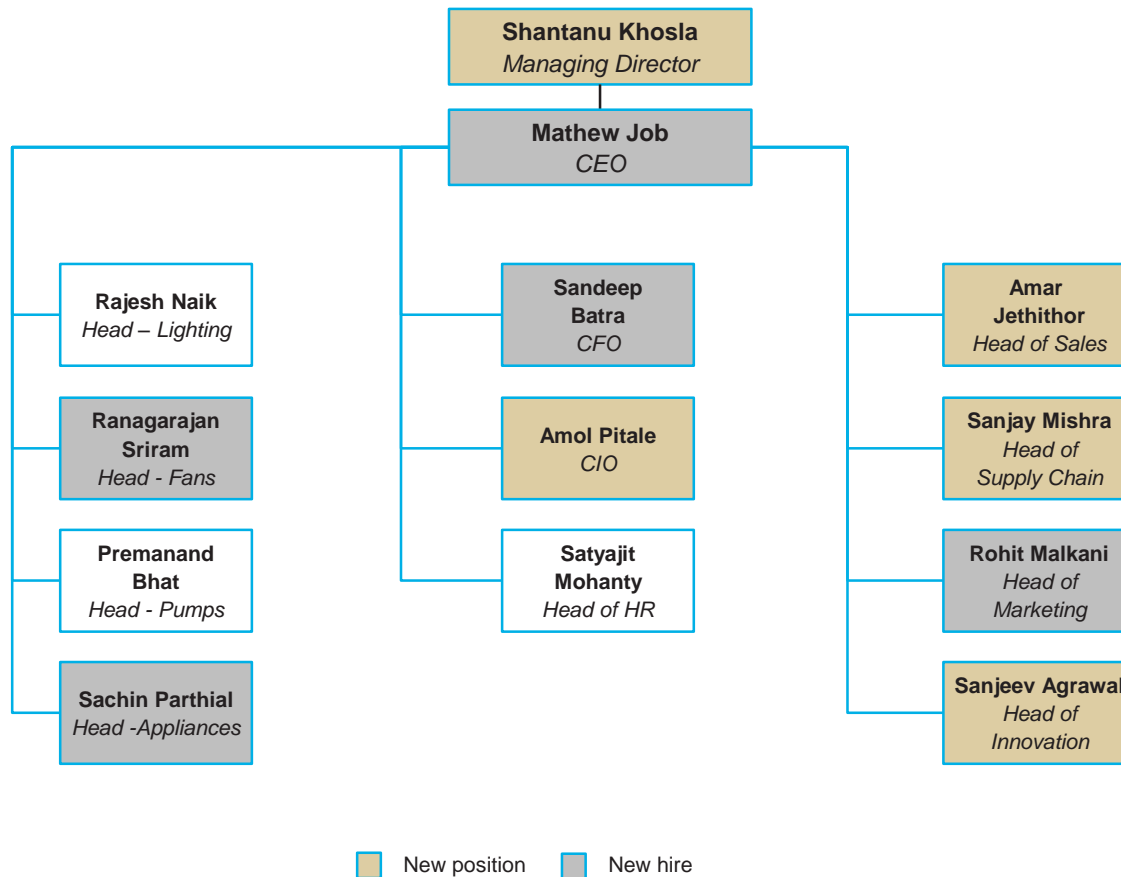 Shantanu Khosla
Managing Director
Mathew Job
CEO
Rajesh Naik
Head – Lighting
Ranagarajan
Sriram
Head - Fans
Premanand
Bhat
Head - Pumps
Sachin Parthial
Head -Appliances
Sandeep
Batra
CFO
Amol Pitale
CIO
Satyajit
Mohanty
Head of HR
Amar
Jethithor
Head of Sales
Sanjay Mishra
Head of
Supply Chain
Rohit Malkani
Head of
Marketing
Sanjeev Agrawal
Head of
Innovation
New position
New hire